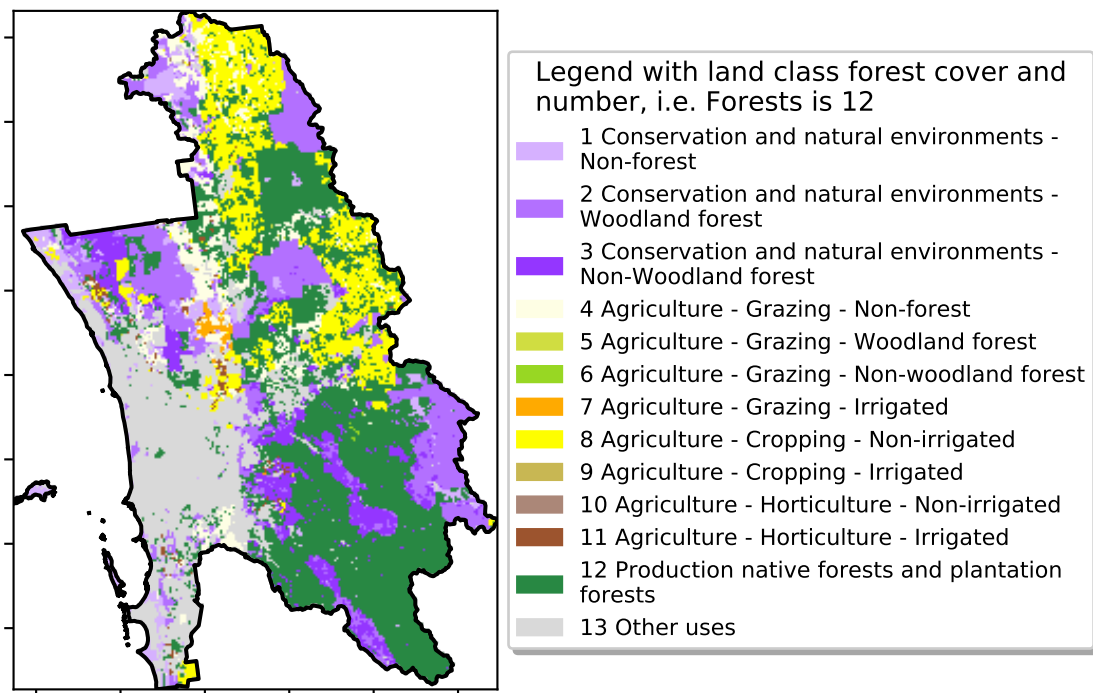 Legend with land class forest cover and
number, i.e. Forests is 12
1 Conservation and natural environments -
Non-forest
2 Conservation and natural environments -
Woodland forest
3 Conservation and natural environments -
Non-Woodland forest
4 Agriculture - Grazing - Non-forest
5 Agriculture - Grazing - Woodland forest
6 Agriculture - Grazing - Non-woodland forest
7 Agriculture - Grazing - Irrigated
8 Agriculture - Cropping - Non-irrigated
9 Agriculture - Cropping - Irrigated
10 Agriculture - Horticulture - Non-irrigated
11 Agriculture - Horticulture - Irrigated
12 Production native forests and plantation
forests
13 Other uses